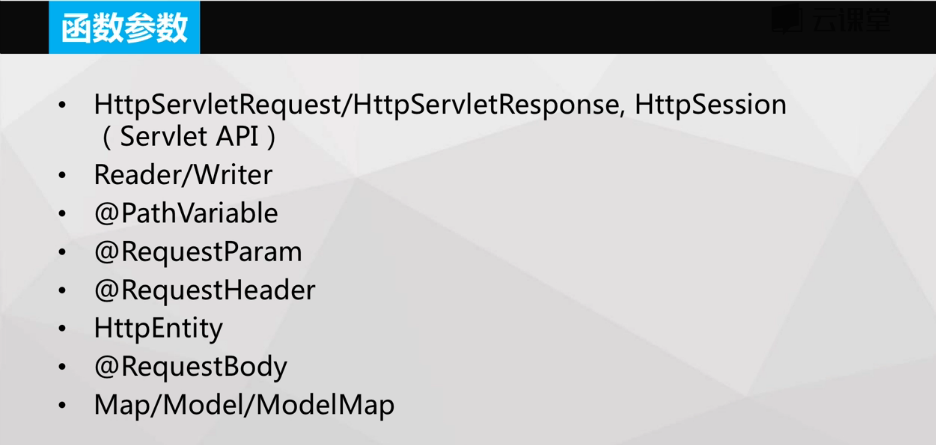 函数参数
云课堂
• HttpServletRequest/HttpServletResponse, HttpSession
（Servlet API）
• Reader/Writer
• @PathVariable
• @RequestParam
• @RequestHeader
• HttpEntity
• @RequestBody
• Map/Model/ModelMap